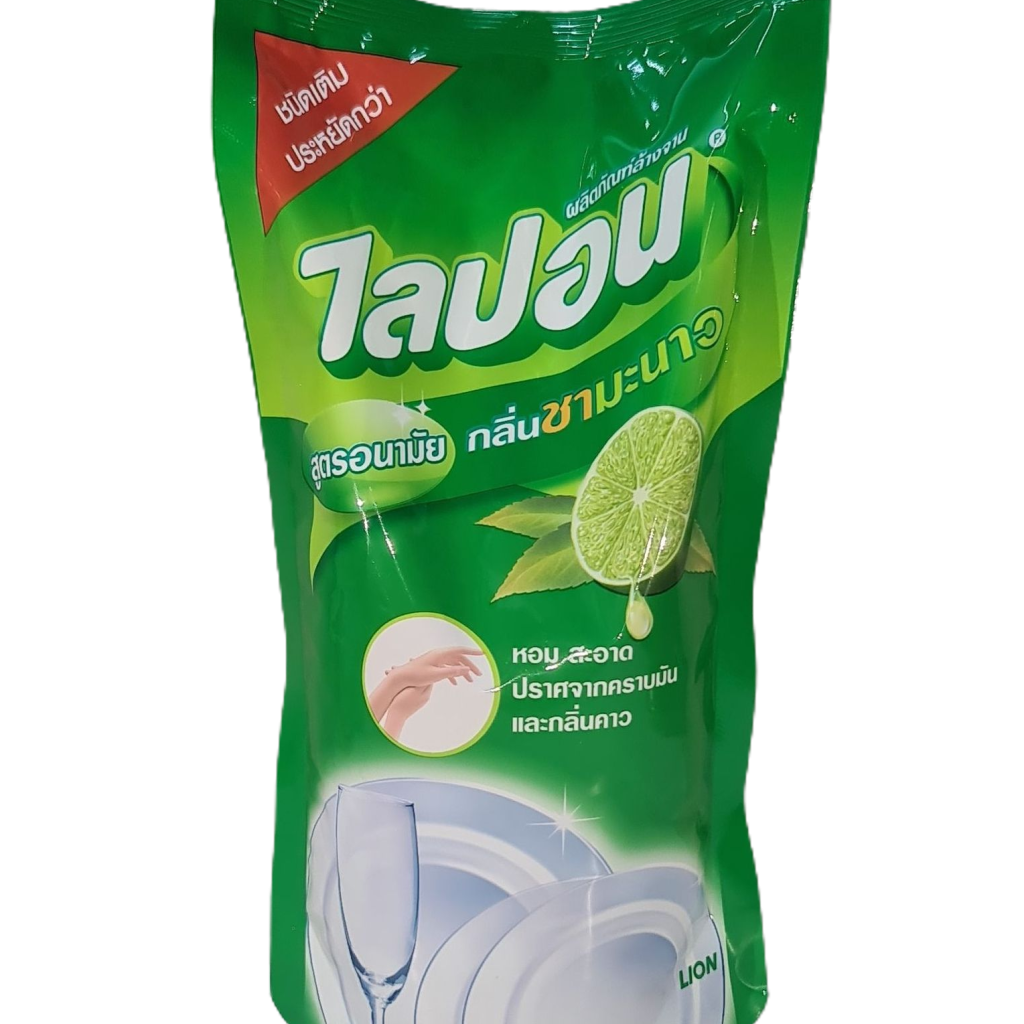 ชนิดเติม
ประหยัดกว่า
ผลิตภัณฑ์ล้างจาน
®
ไลปอนุ
สูตรอนามัย กลิ่นชามะนาว
หอม สะอาด
ปราศจากคราบมัน
และกลิ่นคาว
LION